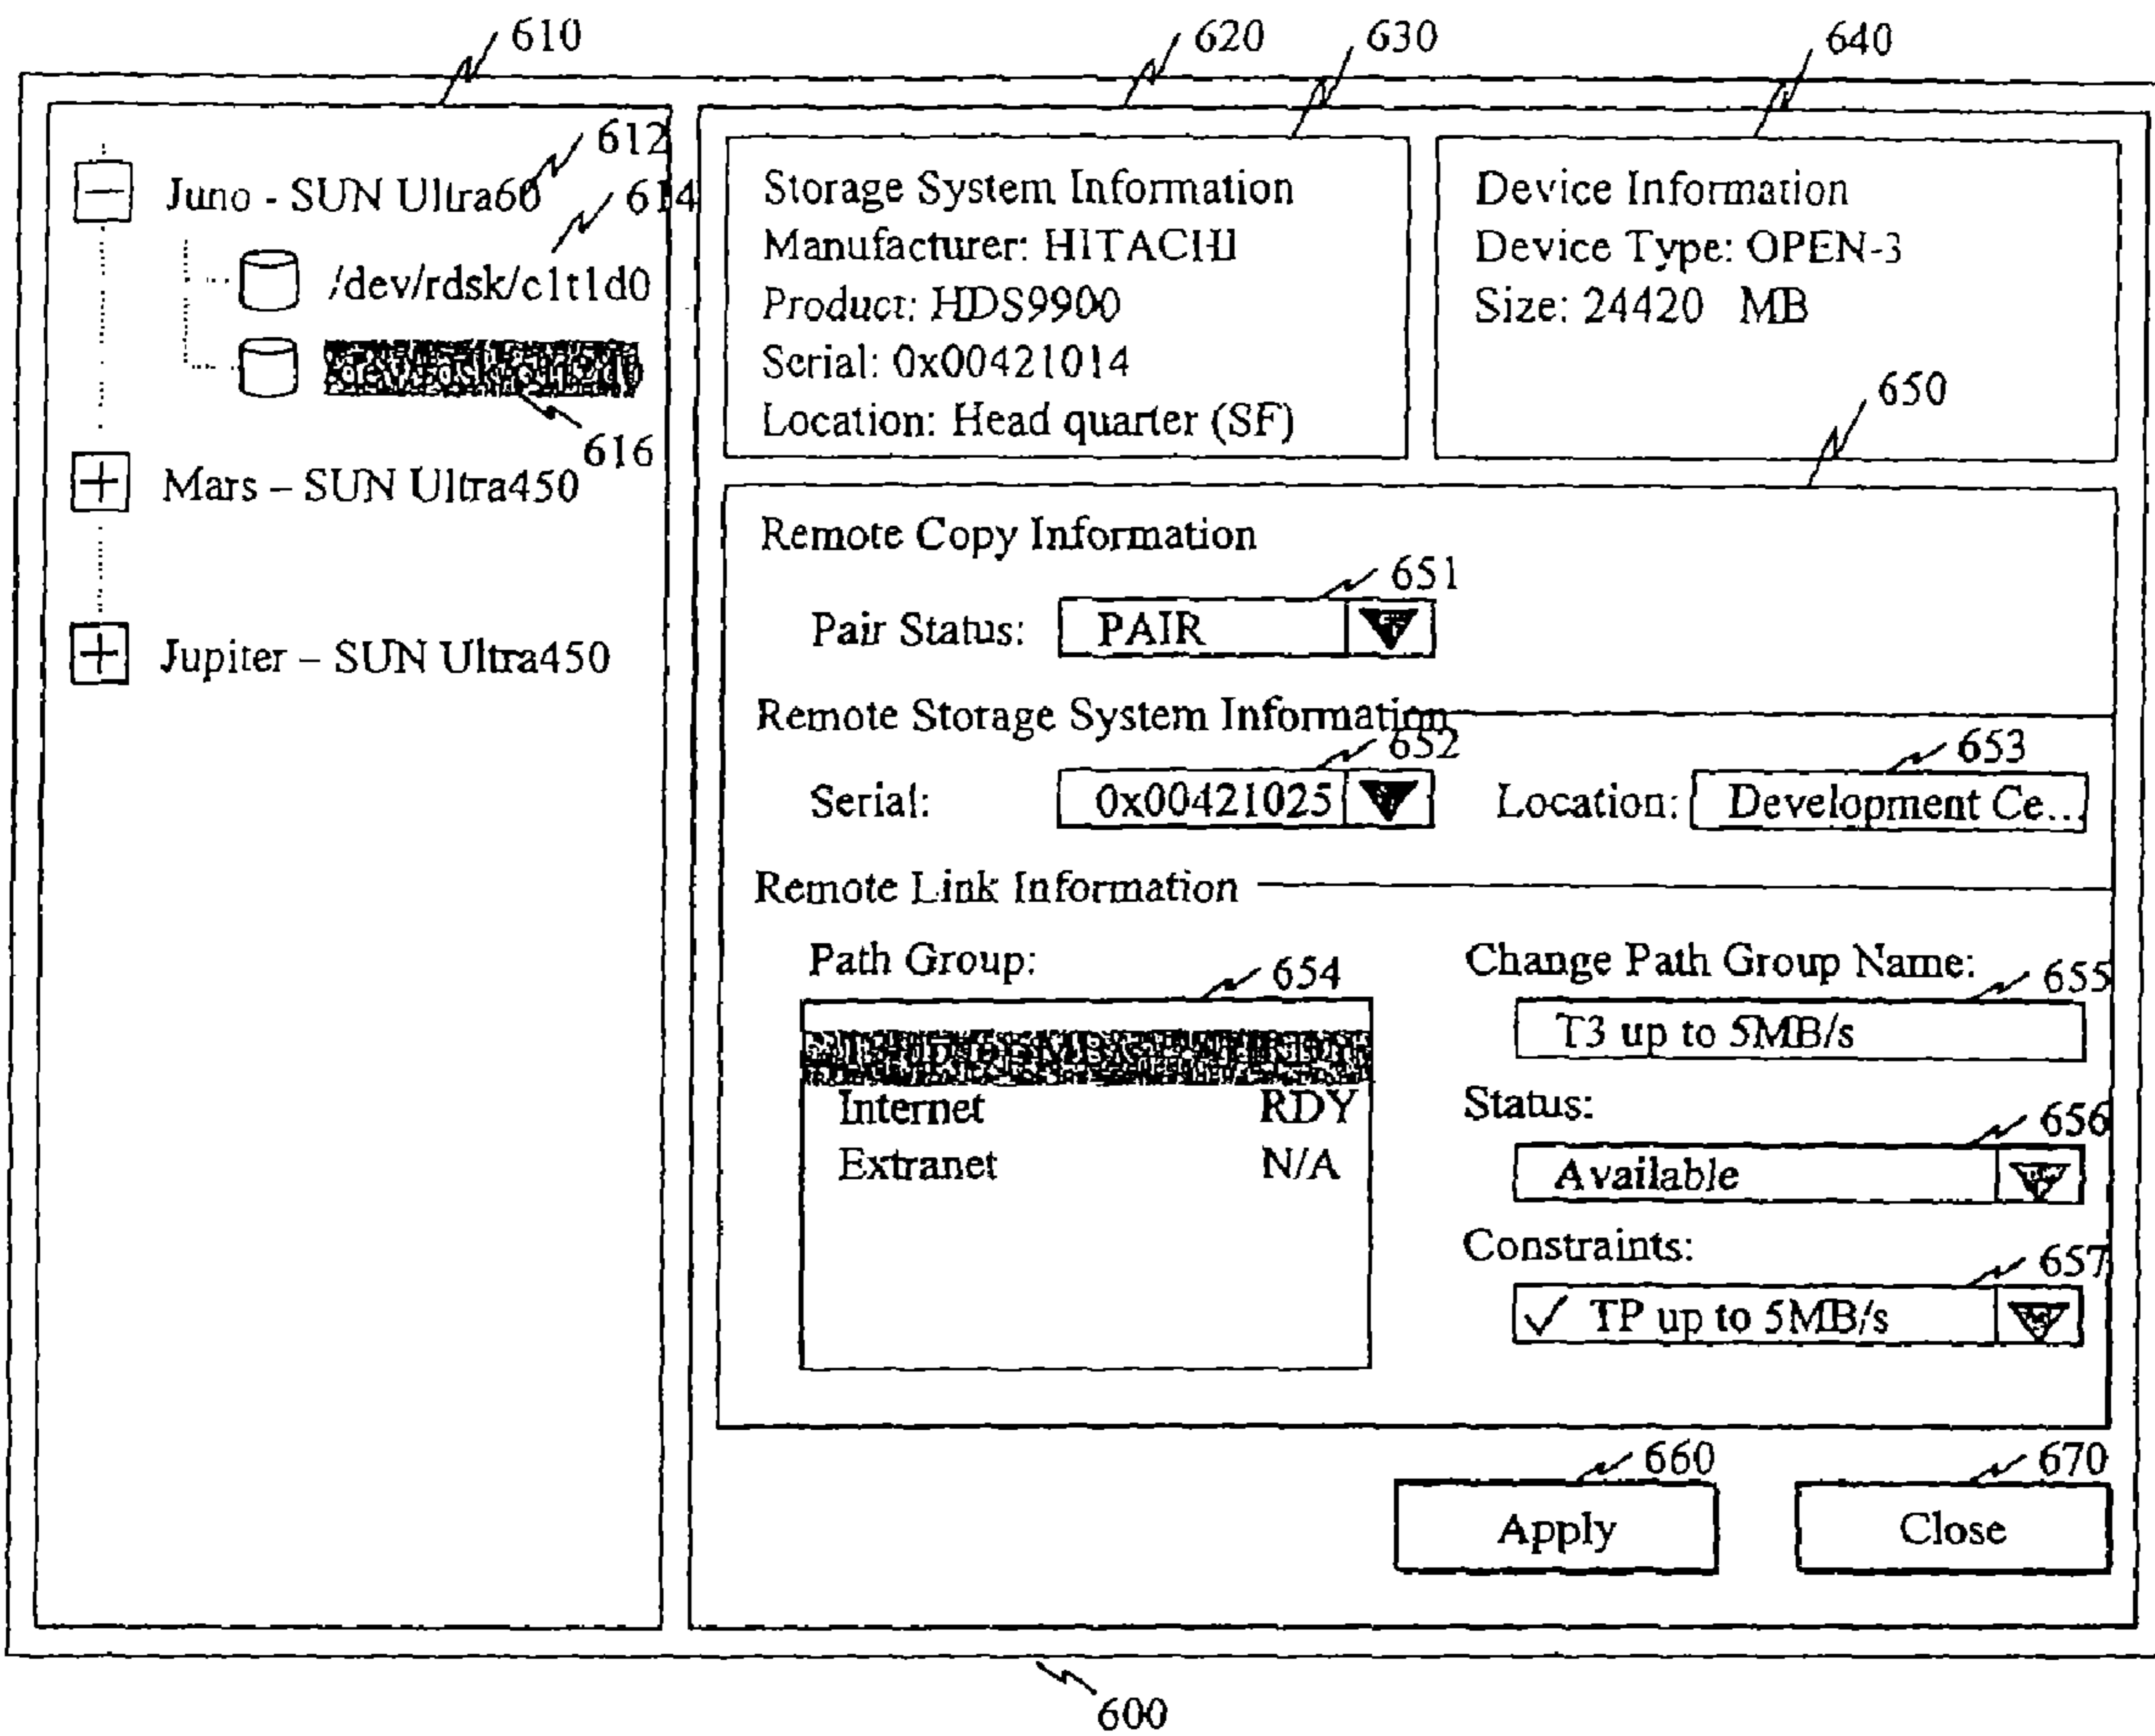 610
620
630
640
612
Juno - SUN Ultra60
614
/dev/rdsk/c1t1d0
616
Mars – SUN Ultra450
Jupiter – SUN Ultra450
Storage System Information
Manufacturer: HITACHI
Product: HDS9900
Serial: 0x00421014
Location: Head quarter (SF)
Device Information
Device Type: OPEN-3
Size: 24420 MB
650
Remote Copy Information
651
Pair Status: PAIR
Remote Storage System Information
652
653
Serial: 0x00421025 Location: Development Ce...
Remote Link Information
Path Group:
654
Internet RDY
Extranet N/A
Change Path Group Name:
655
T3 up to 5MB/s
Status:
656
Available
Constraints:
657
✓ TP up to 5MB/s
660
670
Apply
Close
600